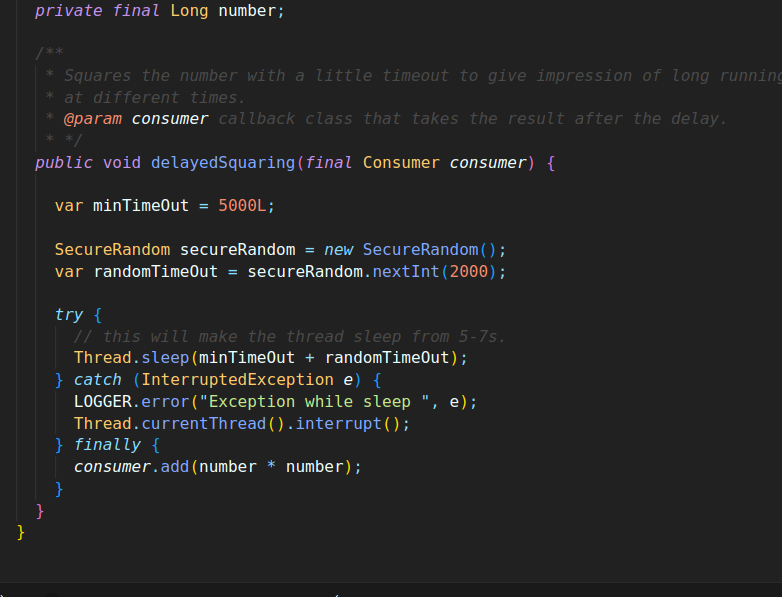 private final Long number;
/**
* Squares the number with a little timeout to give impression of long running
* at different times.
* @param consumer callback class that takes the result after the delay.
* */
public void delayedSquaring(final Consumer consumer) {
var minTimeOut = 5000L;
SecureRandom secureRandom = new SecureRandom();
var randomTimeOut = secureRandom.nextInt(2000);
try {
// this will make the thread sleep from 5-7s.
Thread.sleep(minTimeOut + randomTimeOut);
} catch (InterruptedException e) {
LOGGER.error("Exception while sleep ", e);
Thread.currentThread().interrupt();
} finally {
consumer.add(number * number);
}
}
}